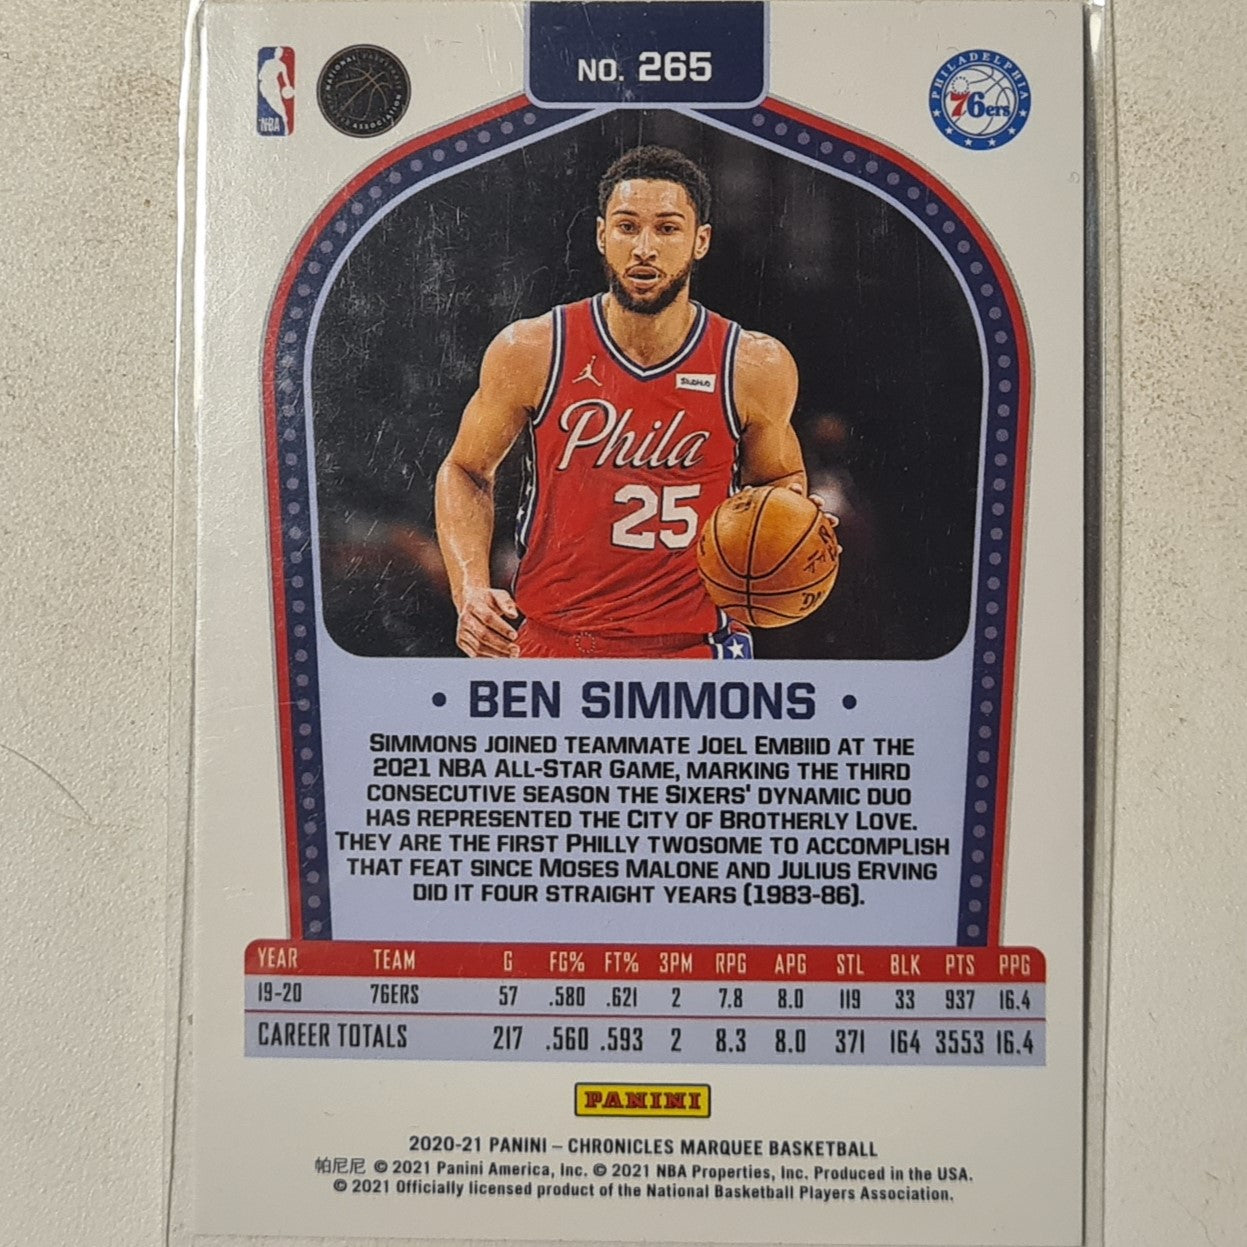 NO. 265
NBA
NATIONAL BASKETBALL PLAYERS ASSOCIATION
PHILADELPHIA
76ers
StubHub
Phila
25
• BEN SIMMONS •
SIMMONS JOINED TEAMMATE JOEL EMBIID AT THE
2021 NBA ALL-STAR GAME, MARKING THE THIRD
CONSECUTIVE SEASON THE SIXERS' DYNAMIC DUO
HAS REPRESENTED THE CITY OF BROTHERLY LOVE.
THEY ARE THE FIRST PHILLY TWOSOME TO ACCOMPLISH
THAT FEAT SINCE MOSES MALONE AND JULIUS ERVING
DID IT FOUR STRAIGHT YEARS (1983-86).
YEAR TEAM G FG% FT% 3PM RPG APG STL BLK PTS PPG
19-20 76ERS 57 .580 .621 2 7.8 8.0 119 33 937 16.4
CAREER TOTALS 217 .560 .593 2 8.3 8.0 371 164 3553 16.4
PANINI
2020-21 PANINI – CHRONICLES MARQUEE BASKETBALL
帕尼尼 © 2021 Panini America, Inc. © 2021 NBA Properties, Inc. Produced in the USA.
© 2021 Officially licensed product of the National Basketball Players Association.